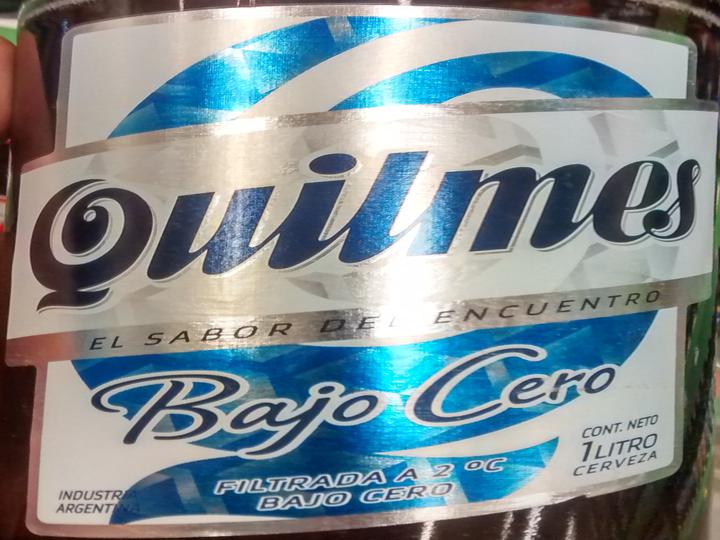 Quilmes
EL SABOR DEL ENCUENTRO
Bajo Cero
FILTRADA A 2 ºC
BAJO CERO
CONT. NETO
1 LITRO
CERVEZA
INDUSTRIA
ARGENTINA